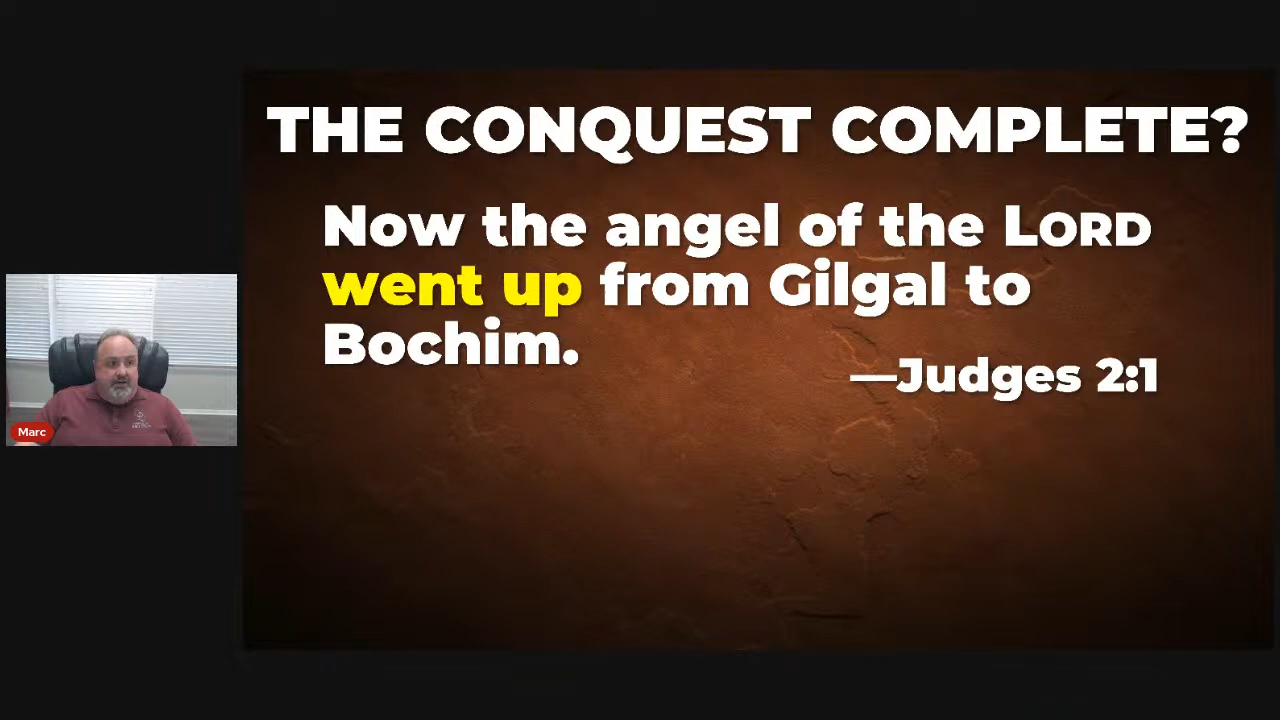 THE CONQUEST COMPLETE?
Now the angel of the LORD
went up from Gilgal to
Bochim.
—Judges 2:1
Marc